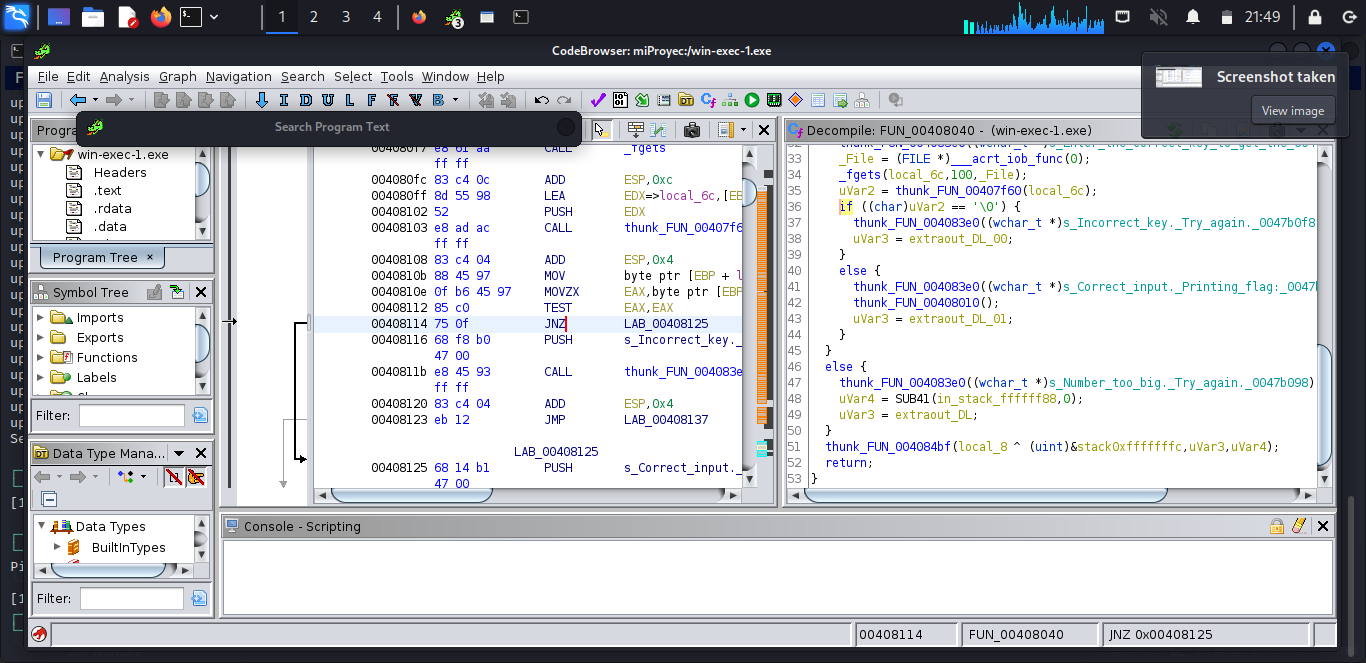 1 2 3 4 3 21:49
CodeBrowser: miProyec:/win-exec-1.exe
File Edit Analysis Graph Navigation Search Select Tools Window Help
Screenshot taken
View image
I D U L F B
Search Program Text
Progr
win-exec-1.exe
Headers
.text
.rdata
.data
Program Tree ×
Symbol Tree
Imports
Exports
Functions
Labels
Filter:
Data Type Mana...
Data Types
BuiltInTypes
Filter:
004080f7 e8 61 aa CALL _fgets
ff ff
004080fc 83 c4 0c ADD ESP,0xc
004080ff 8d 55 98 LEA EDX=>local_6c,[EB
00408102 52 PUSH EDX
00408103 e8 ad ac CALL thunk_FUN_00407f6
ff ff
00408108 83 c4 04 ADD ESP,0x4
0040810b 88 45 97 MOV byte ptr [EBP + l
0040810e 0f b6 45 97 MOVZX EAX,byte ptr [EBP
00408112 85 c0 TEST EAX,EAX
00408114 75 0f JNZ LAB_00408125
00408116 68 f8 b0 PUSH s_Incorrect_key._
47 00
0040811b e8 45 93 CALL thunk_FUN_004083e
ff ff
00408120 83 c4 04 ADD ESP,0x4
00408123 eb 12 JMP LAB_00408137
LAB_00408125
00408125 68 14 b1 PUSH s_Correct_input._
47 00
Decompile: FUN_00408040 - (win-exec-1.exe)
33 _File = (FILE *)___acrt_iob_func(0);
34 _fgets(local_6c,100,_File);
35 uVar2 = thunk_FUN_00407f60(local_6c);
36 if ((char)uVar2 == '\0') {
37 thunk_FUN_004083e0((wchar_t *)s_Incorrect_key._Try_again._0047b0f8
38 uVar3 = extraout_DL_00;
39 }
40 else {
41 thunk_FUN_004083e0((wchar_t *)s_Correct_input._Printing_flag:_0047b
42 thunk_FUN_00408010();
43 uVar3 = extraout_DL_01;
44 }
45 }
46 else {
47 thunk_FUN_004083e0((wchar_t *)s_Number_too_big._Try_again._0047b098)
48 uVar4 = SUB41(in_stack_ffffff88,0);
49 uVar3 = extraout_DL;
50 }
51 thunk_FUN_004084bf(local_8 ^ (uint)&stack0xfffffffc,uVar3,uVar4);
52 return;
53 }
Console - Scripting
00408114 FUN_00408040 JNZ 0x00408125